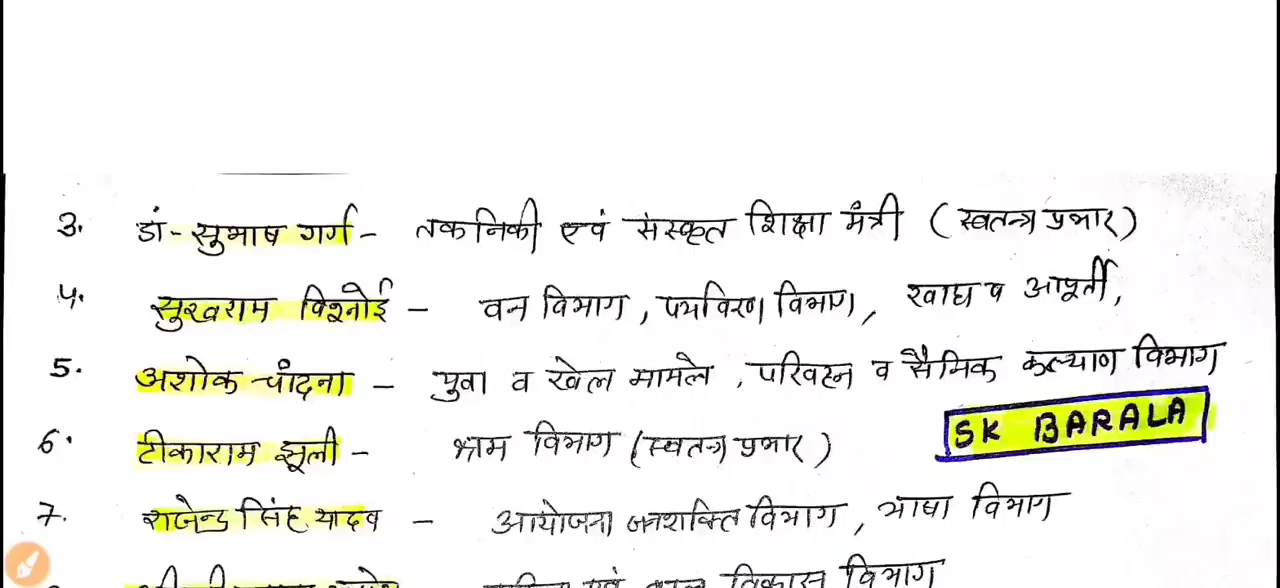 3. डां - सुभाष गर्ग - तकनिकी एवं संस्कृत शिक्षा मंत्री (स्वतन्त्र प्रभार)
4. सुखराम विश्नोई - वन विभाग, पर्यावरण विभाग, खाद्य व आपूर्ती,
5. अशोक चांदना - युवा व खेल मामले, परिवहन व सैनिक कल्याण विभाग
SK BARALA
6. टीकाराम झूली - श्रम विभाग (स्वतन्त्र प्रभार)
7. राजेन्द्र सिंह यादव - आयोजना जनशक्ति विभाग, भाषा विभाग
एवं बाल विकास विभाग